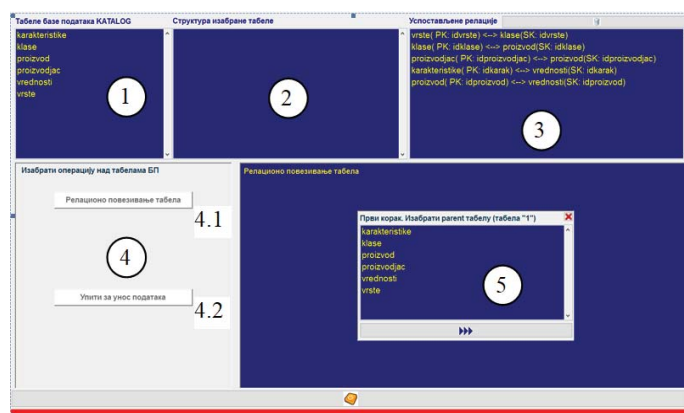 Табеле базе података KATALOG
karakteristike
klase
proizvod
proizvodjac
vrednosti
vrste
1
Структура изабране табеле
2
Успостављене релације
vrste( PK: idvrste) <--> klase(SK: idvrste)
klase( PK: idklase) <--> proizvod(SK: idklase)
proizvodjac( PK: idproizvodjac) <--> proizvod(SK: idproizvodjac)
karakteristike( PK: idkarak) <--> vrednosti(SK: idkarak)
proizvod( PK: idproizvod) <--> vrednosti(SK: idproizvod)
3
Изабрати операцију над табелама БП
Релационо повезивање табела
4.1
4
Упити за унос података
4.2
Релационо повезивање табела
Први корак. Изабрати parent табелу (табела "1")
karakteristike
klase
proizvod
proizvodjac
vrednosti
vrste
5